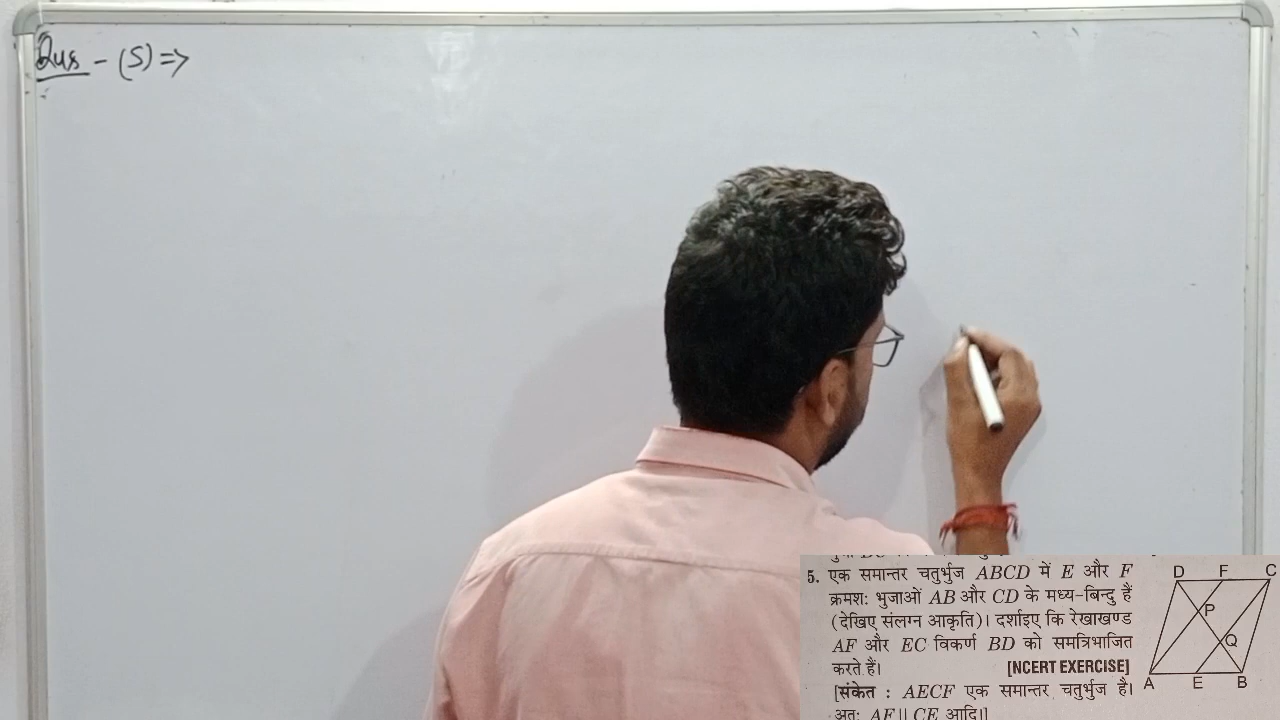 Ques - (5) =>
5. एक समान्तर चतुर्भुज ABCD में E और F
क्रमश: भुजाओं AB और CD के मध्य-बिन्दु हैं
(देखिए संलग्न आकृति)। दर्शाइए कि रेखाखण्ड
AF और EC विकर्ण BD को समत्रिभाजित
करते हैं। [NCERT EXERCISE]
[संकेत : AECF एक समान्तर चतुर्भुज है।
अत: AF || CE आदि।]
D F C
P
Q
A E B